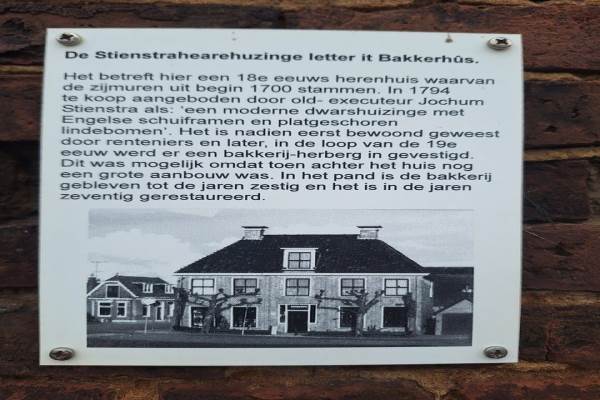 De Stienstrahearehuzinge letter it Bakkerhûs.
Het betreft hier een 18e eeuws herenhuis waarvan
de zijmuren uit begin 1700 stammen. In 1794
te koop aangeboden door old- executeur Jochum
Stienstra als: 'een moderne dwarshuizinge met
Engelse schuiframen en platgeschoren
lindebomen'. Het is nadien eerst bewoond geweest
door renteniers en later, in de loop van de 19e
eeuw werd er een bakkerij-herberg in gevestigd.
Dit was mogelijk omdat toen achter het huis nog
een grote aanbouw was. In het pand is de bakkerij
gebleven tot de jaren zestig en het is in de jaren
zeventig gerestaureerd.